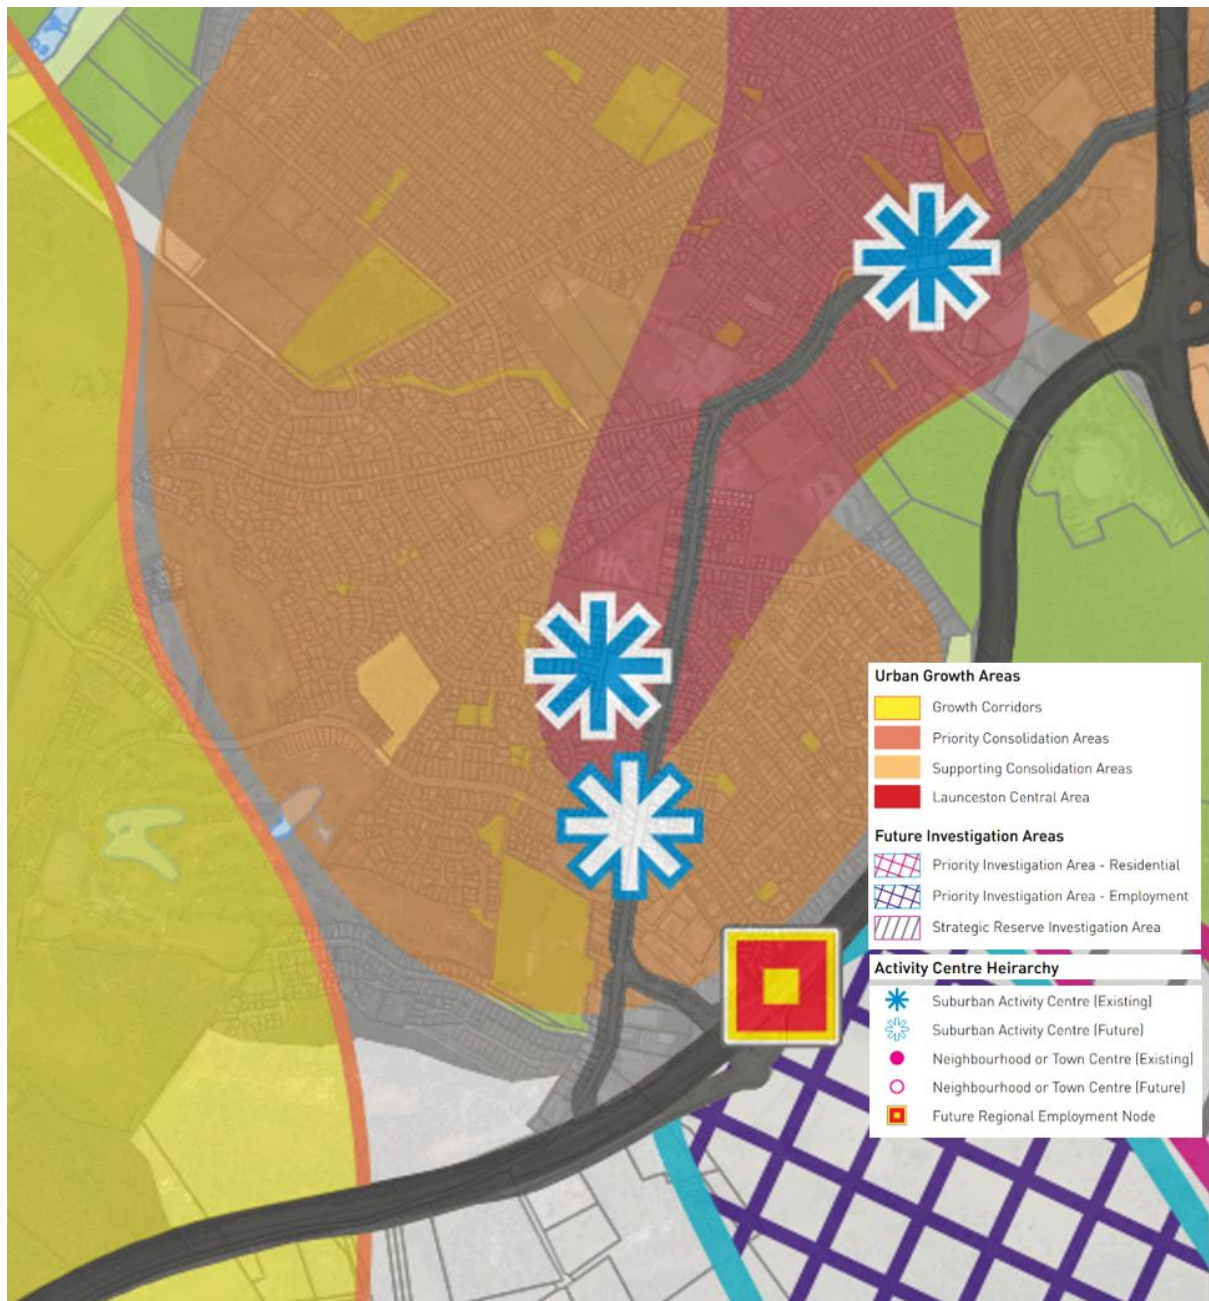 Urban Growth Areas
Growth Corridors
Priority Consolidation Areas
Supporting Consolidation Areas
Launceston Central Area
Future Investigation Areas
Priority Investigation Area - Residential
Priority Investigation Area - Employment
Strategic Reserve Investigation Area
Activity Centre Heirarchy
Suburban Activity Centre (Existing)
Suburban Activity Centre (Future)
Neighbourhood or Town Centre (Existing)
Neighbourhood or Town Centre (Future)
Future Regional Employment Node